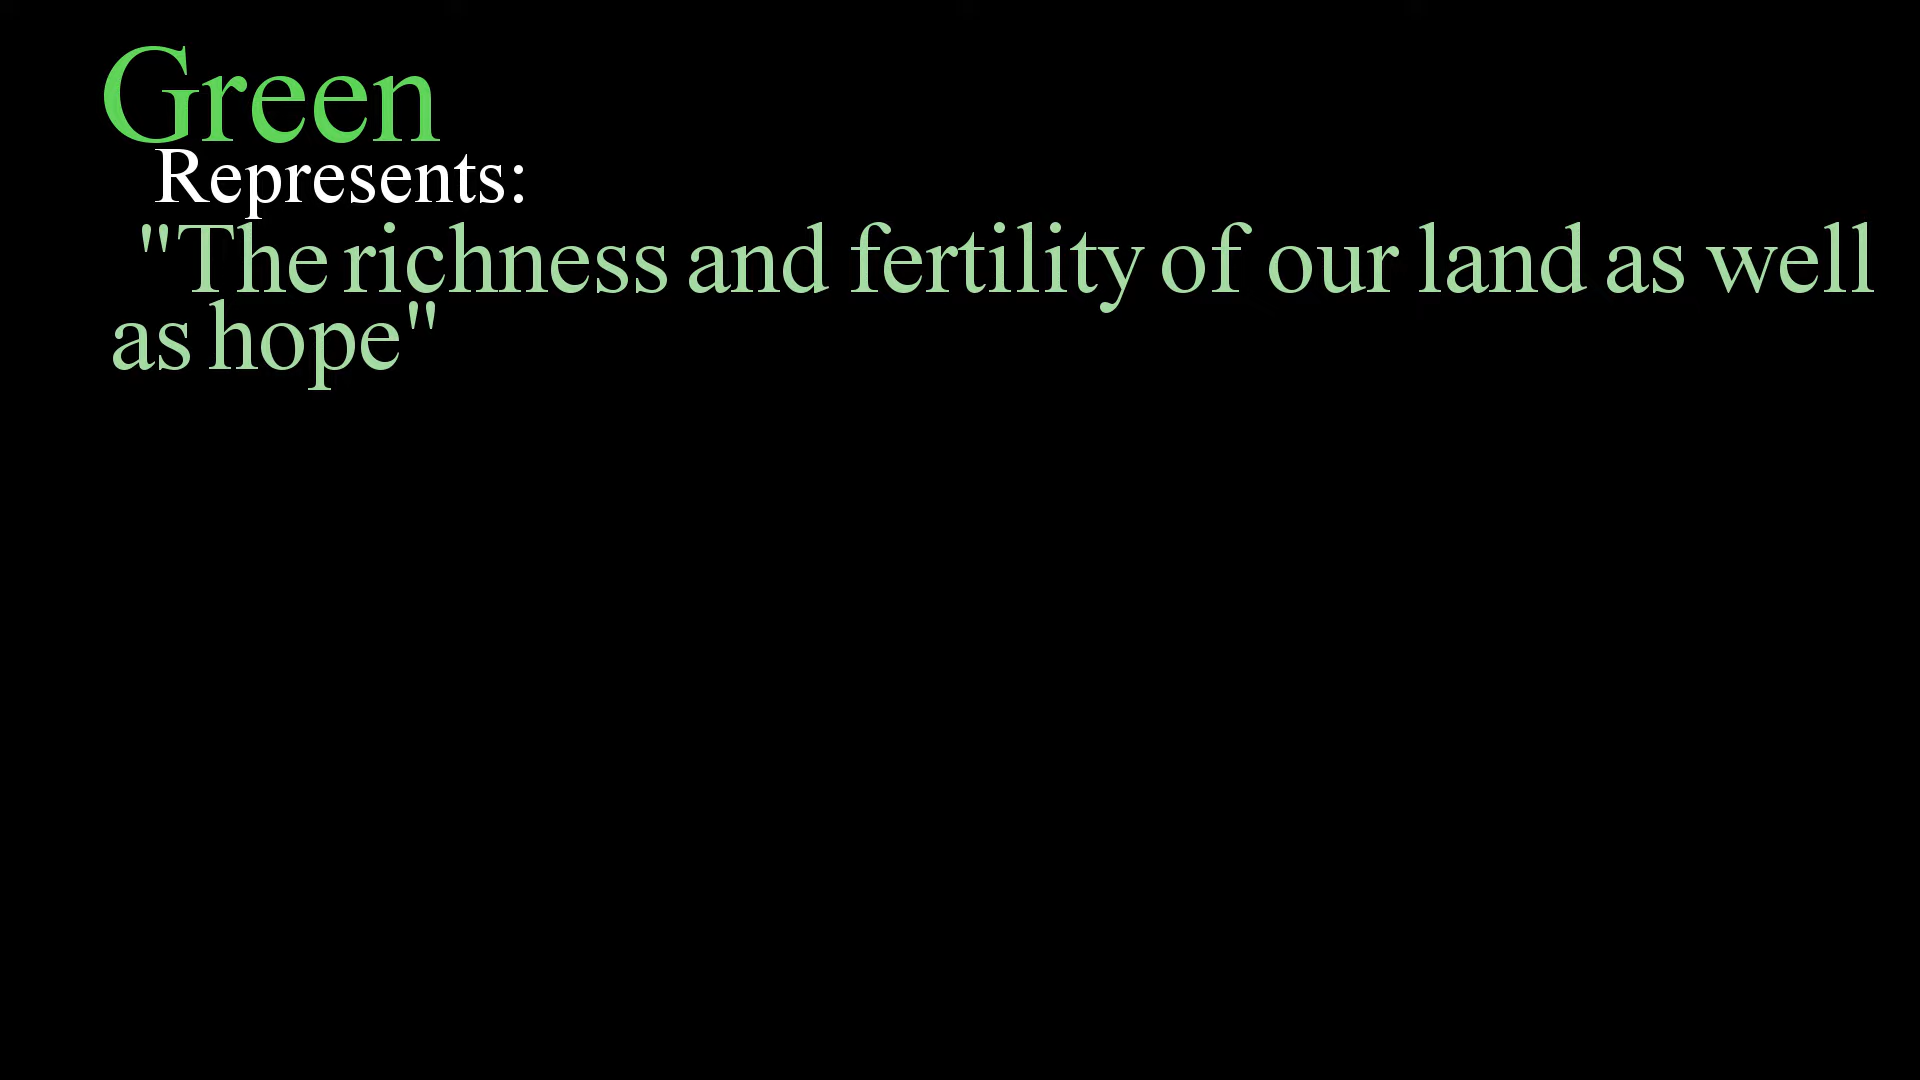 Green
Represents:
"The richness and fertility of our land as well
as hope"